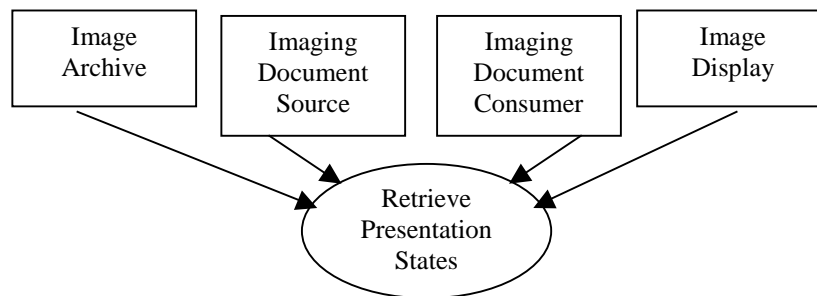 Image
Archive
Imaging
Document
Source
Imaging
Document
Consumer
Image
Display
Retrieve
Presentation
States